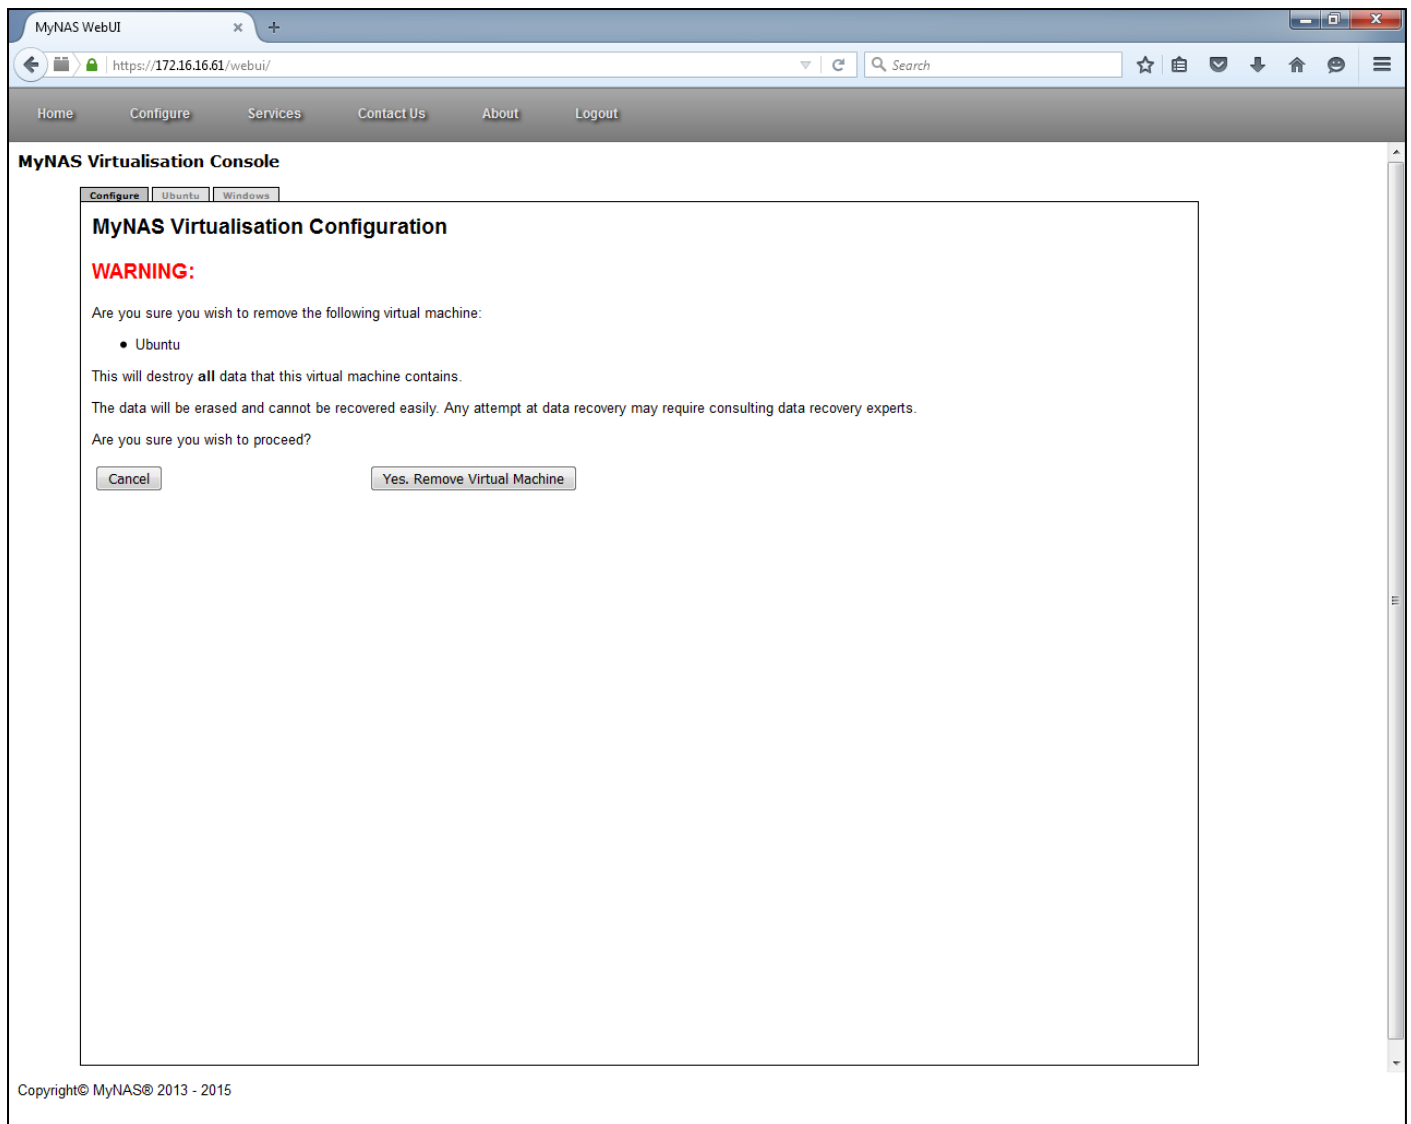 MyNAS WebUI
https://172.16.16.61/webui/
Search
Home Configure Services Contact Us About Logout
MyNAS Virtualisation Console
Configure Ubuntu Windows
MyNAS Virtualisation Configuration
WARNING:
Are you sure you wish to remove the following virtual machine:
• Ubuntu
This will destroy all data that this virtual machine contains.
The data will be erased and cannot be recovered easily. Any attempt at data recovery may require consulting data recovery experts.
Are you sure you wish to proceed?
Cancel Yes. Remove Virtual Machine
Copyright© MyNAS® 2013 - 2015